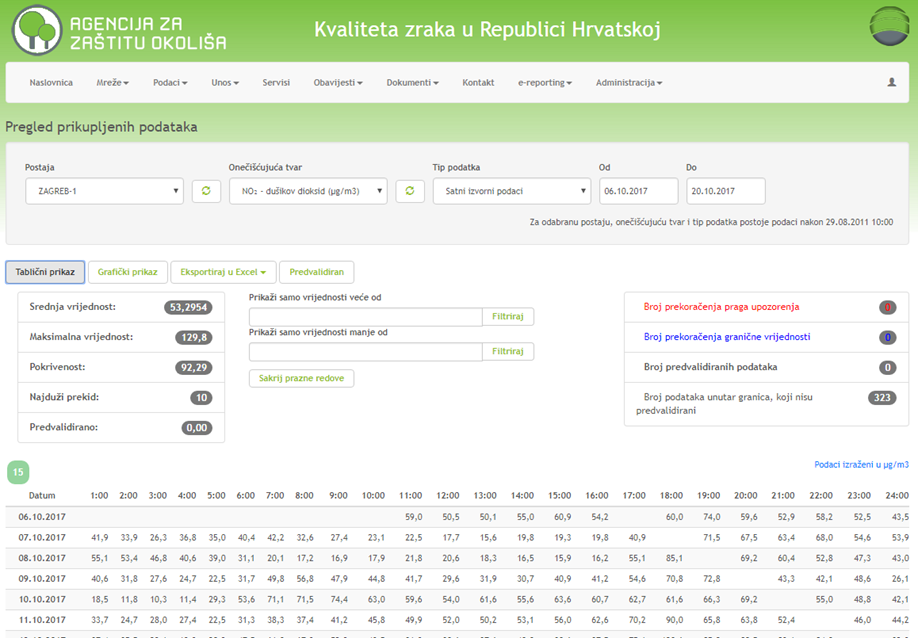 AGENCIJA ZA
ZAŠTITU OKOLIŠA
Kvaliteta zraka u Republici Hrvatskoj
Naslovnica Mreže Podaci Unos Servisi Obavijesti Dokumenti Kontakt e-reporting Administracija
Pregled prikupljenih podataka
Postaja Onečišćujuća tvar Tip podatka Od Do
ZAGREB-1 NO₂ - dušikov dioksid (µg/m3) Satni izvorni podaci 06.10.2017 20.10.2017
Za odabranu postaju, onečišćujuću tvar i tip podatka postoje podaci nakon 29.08.2011 10:00
Tablični prikaz Grafički prikaz Eksportiraj u Excel Predvalidiran
Srednja vrijednost: 53,2954
Maksimalna vrijednost: 129,8
Pokrivenost: 92,29
Najduži prekid: 10
Predvalidirano: 0,00
Prikaži samo vrijednosti veće od
Filtriraj
Prikaži samo vrijednosti manje od
Filtriraj
Sakrij prazne redove
Broj prekoračenja praga upozorenja 0
Broj prekoračenja granične vrijednosti 0
Broj predvalidiranih podataka 0
Broj podataka unutar granica, koji nisu predvalidirani 323
15
Podaci izraženi u µg/m3
Datum 1:00 2:00 3:00 4:00 5:00 6:00 7:00 8:00 9:00 10:00 11:00 12:00 13:00 14:00 15:00 16:00 17:00 18:00 19:00 20:00 21:00 22:00 23:00 24:00
06.10.2017 59,0 50,5 50,1 55,0 60,9 54,2 60,0 74,0 59,6 52,9 58,2 52,5 43,5
07.10.2017 41,9 33,9 26,3 36,8 35,0 40,4 42,2 32,6 27,4 23,1 22,5 17,7 15,6 19,8 19,3 19,8 40,9 71,5 67,5 63,4 68,0 54,6 53,9
08.10.2017 55,1 53,4 46,8 40,6 39,0 31,1 20,1 17,2 16,9 17,9 21,8 20,6 18,3 16,5 15,9 16,2 55,1 85,1 69,2 60,4 52,8 47,3 43,0
09.10.2017 40,6 31,8 27,6 24,7 22,5 31,7 49,8 56,8 47,9 44,8 41,7 29,6 31,9 30,7 40,9 41,2 54,6 70,8 72,8 43,3 42,1 48,6 26,1
10.10.2017 18,5 11,8 10,3 11,4 29,3 53,6 71,1 71,5 74,4 63,0 59,6 54,0 61,6 55,6 63,6 60,7 62,7 61,6 66,3 69,2 55,0 48,8 42,1
11.10.2017 33,7 24,7 28,0 27,4 22,5 31,3 38,3 37,4 41,2 45,8 49,9 52,0 50,2 53,1 56,0 62,6 70,2 90,0 65,8 63,8 52,4 46,0 44,2